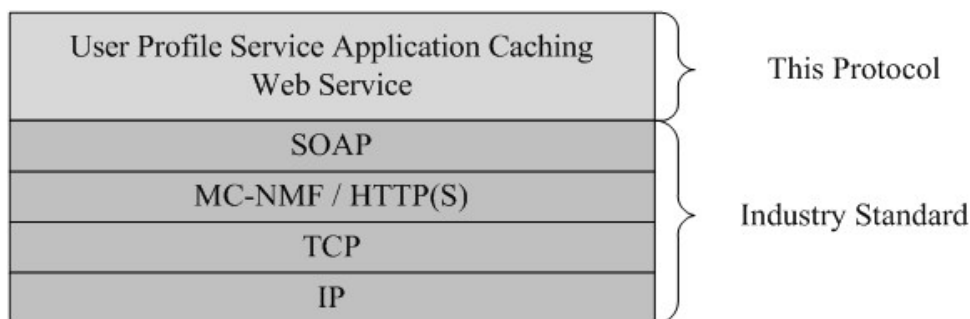 User Profile Service Application Caching
Web Service
This Protocol
SOAP
MC-NMF / HTTP(S)
TCP
IP
Industry Standard